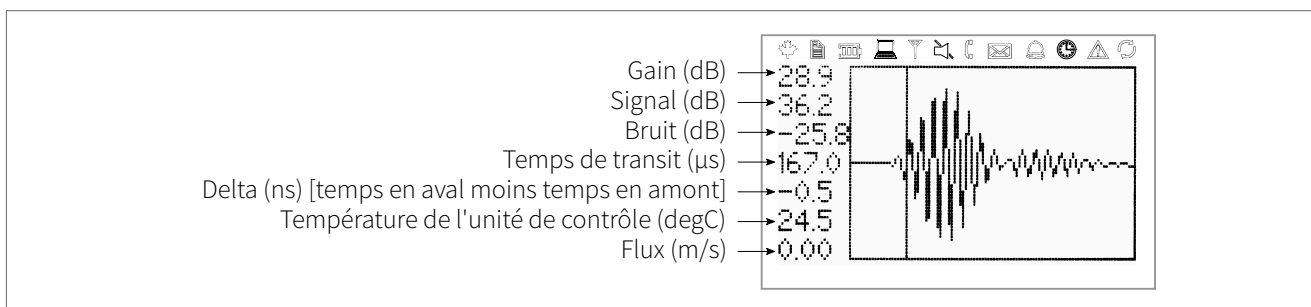 Gain (dB) 28.9
Signal (dB) 36.2
Bruit (dB) -25.8
Temps de transit (µs) 167.0
Delta (ns) [temps en aval moins temps en amont] -0.5
Température de l'unité de contrôle (degC) 24.5
Flux (m/s) 0.00